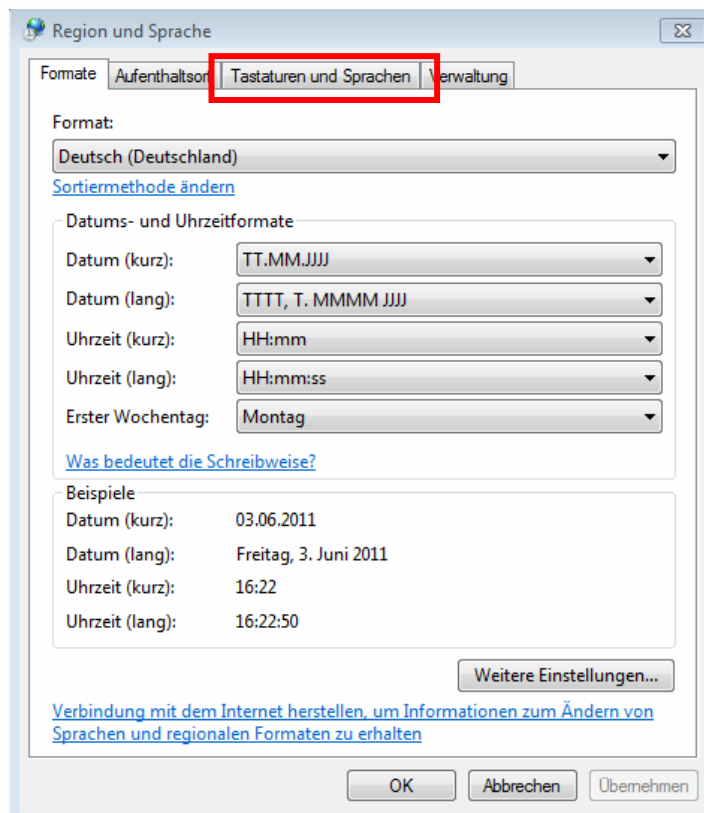 Region und Sprache
Formate Aufenthaltsort Tastaturen und Sprachen Verwaltung
Format:
Deutsch (Deutschland)
Sortiermethode ändern
Datums- und Uhrzeitformate
Datum (kurz): TT.MM.JJJJ
Datum (lang): TTTT, T. MMMM JJJJ
Uhrzeit (kurz): HH:mm
Uhrzeit (lang): HH:mm:ss
Erster Wochentag: Montag
Was bedeutet die Schreibweise?
Beispiele
Datum (kurz): 03.06.2011
Datum (lang): Freitag, 3. Juni 2011
Uhrzeit (kurz): 16:22
Uhrzeit (lang): 16:22:50
Weitere Einstellungen...
Verbindung mit dem Internet herstellen, um Informationen zum Ändern von
Sprachen und regionalen Formaten zu erhalten
OK Abbrechen Übernehmen